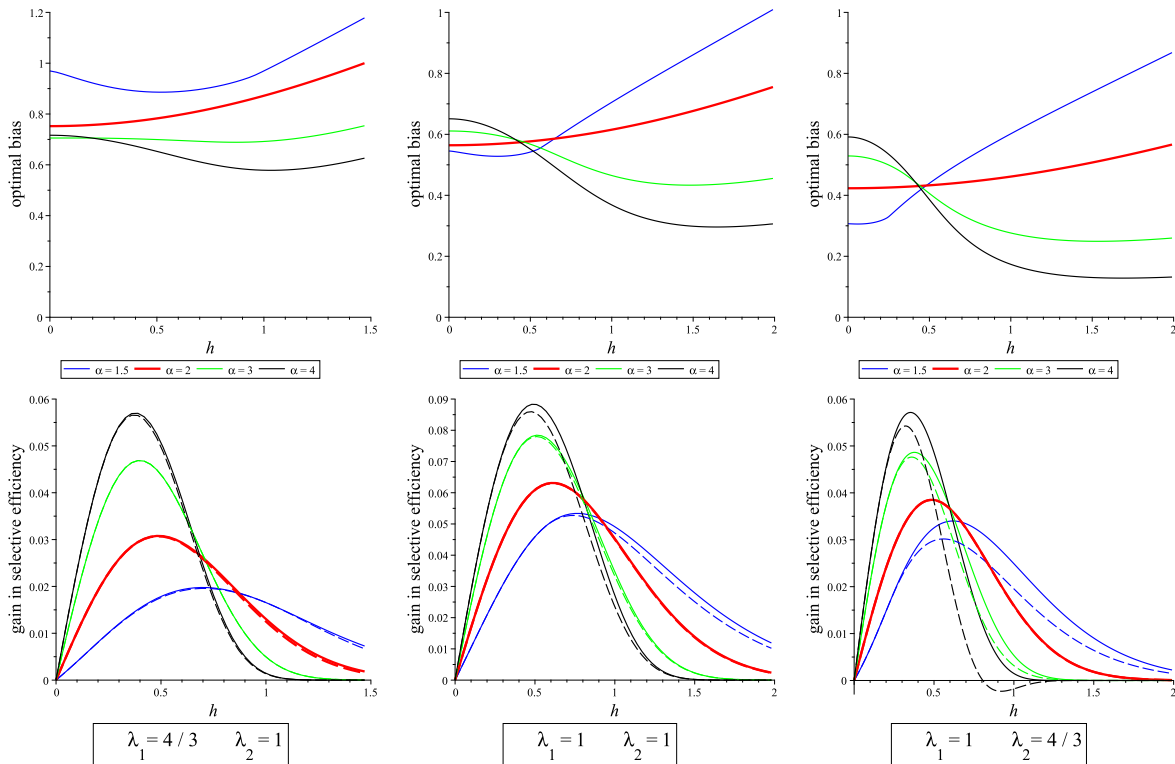 optimal bias
1.2
1
0.8
0.6
0.4
0.2
0
0 0.5 1 1.5
h
α = 1.5 α = 2 α = 3 α = 4
optimal bias
1
0.8
0.6
0.4
0.2
0
0 0.5 1 1.5 2
h
α = 1.5 α = 2 α = 3 α = 4
optimal bias
1
0.8
0.6
0.4
0.2
0
0 0.5 1 1.5 2
h
α = 1.5 α = 2 α = 3 α = 4
gain in selective efficiency
0.06
0.05
0.04
0.03
0.02
0.01
0
0 0.5 1 1.5
h
λ₁ = 4 / 3 λ₂ = 1
gain in selective efficiency
0.09
0.08
0.07
0.06
0.05
0.04
0.03
0.02
0.01
0
0 0.5 1 1.5 2
h
λ₁ = 1 λ₂ = 1
gain in selective efficiency
0.06
0.05
0.04
0.03
0.02
0.01
0
0.5 1 1.5 2
h
λ₁ = 1 λ₂ = 4 / 3